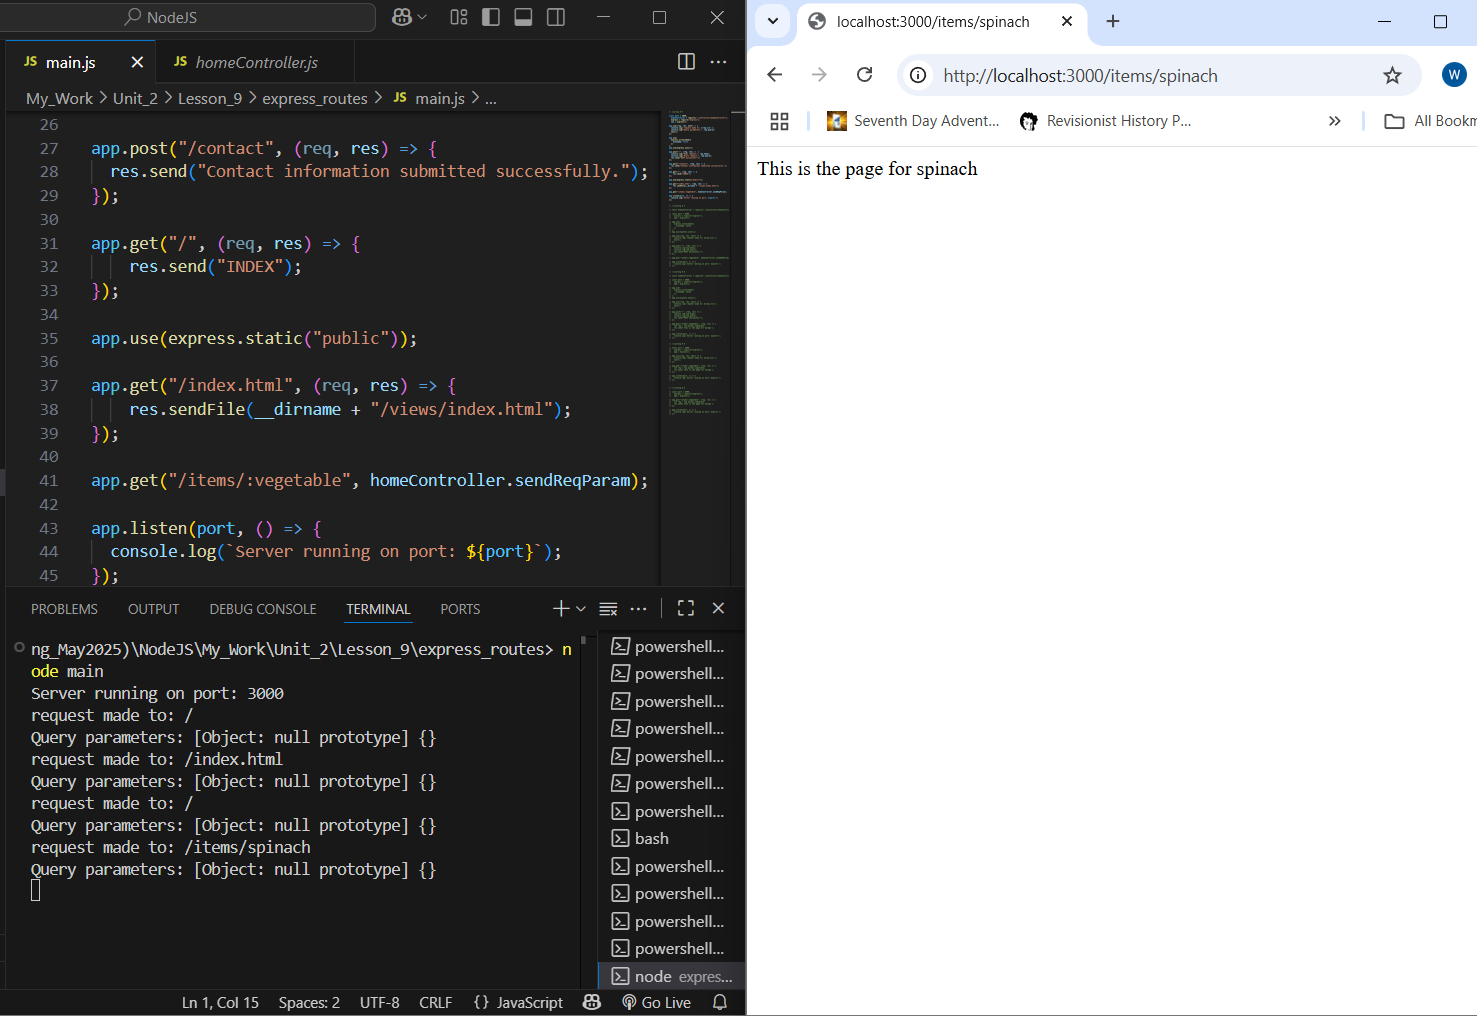 NodeJS
JS main.js
JS homeController.js
My_Work > Unit_2 > Lesson_9 > express_routes > JS main.js > ...
26
27 app.post("/contact", (req, res) => {
28 res.send("Contact information submitted successfully.");
29 });
30
31 app.get("/", (req, res) => {
32 res.send("INDEX");
33 });
34
35 app.use(express.static("public"));
36
37 app.get("/index.html", (req, res) => {
38 res.sendFile(__dirname + "/views/index.html");
39 });
40
41 app.get("/items/:vegetable", homeController.sendReqParam);
42
43 app.listen(port, () => {
44 console.log(`Server running on port: ${port}`);
45 });
PROBLEMS OUTPUT DEBUG CONSOLE TERMINAL PORTS
ng_May2025)\NodeJS\My_Work\Unit_2\Lesson_9\express_routes> n
ode main
Server running on port: 3000
request made to: /
Query parameters: [Object: null prototype] {}
request made to: /index.html
Query parameters: [Object: null prototype] {}
request made to: /
Query parameters: [Object: null prototype] {}
request made to: /items/spinach
Query parameters: [Object: null prototype] {}
powershell...
powershell...
powershell...
powershell...
powershell...
powershell...
powershell...
bash
powershell...
powershell...
powershell...
powershell...
node expres...
Ln 1, Col 15 Spaces: 2 UTF-8 CRLF {} JavaScript Go Live
localhost:3000/items/spinach
http://localhost:3000/items/spinach
W
Seventh Day Advent...
Revisionist History P...
All Bookm
This is the page for spinach